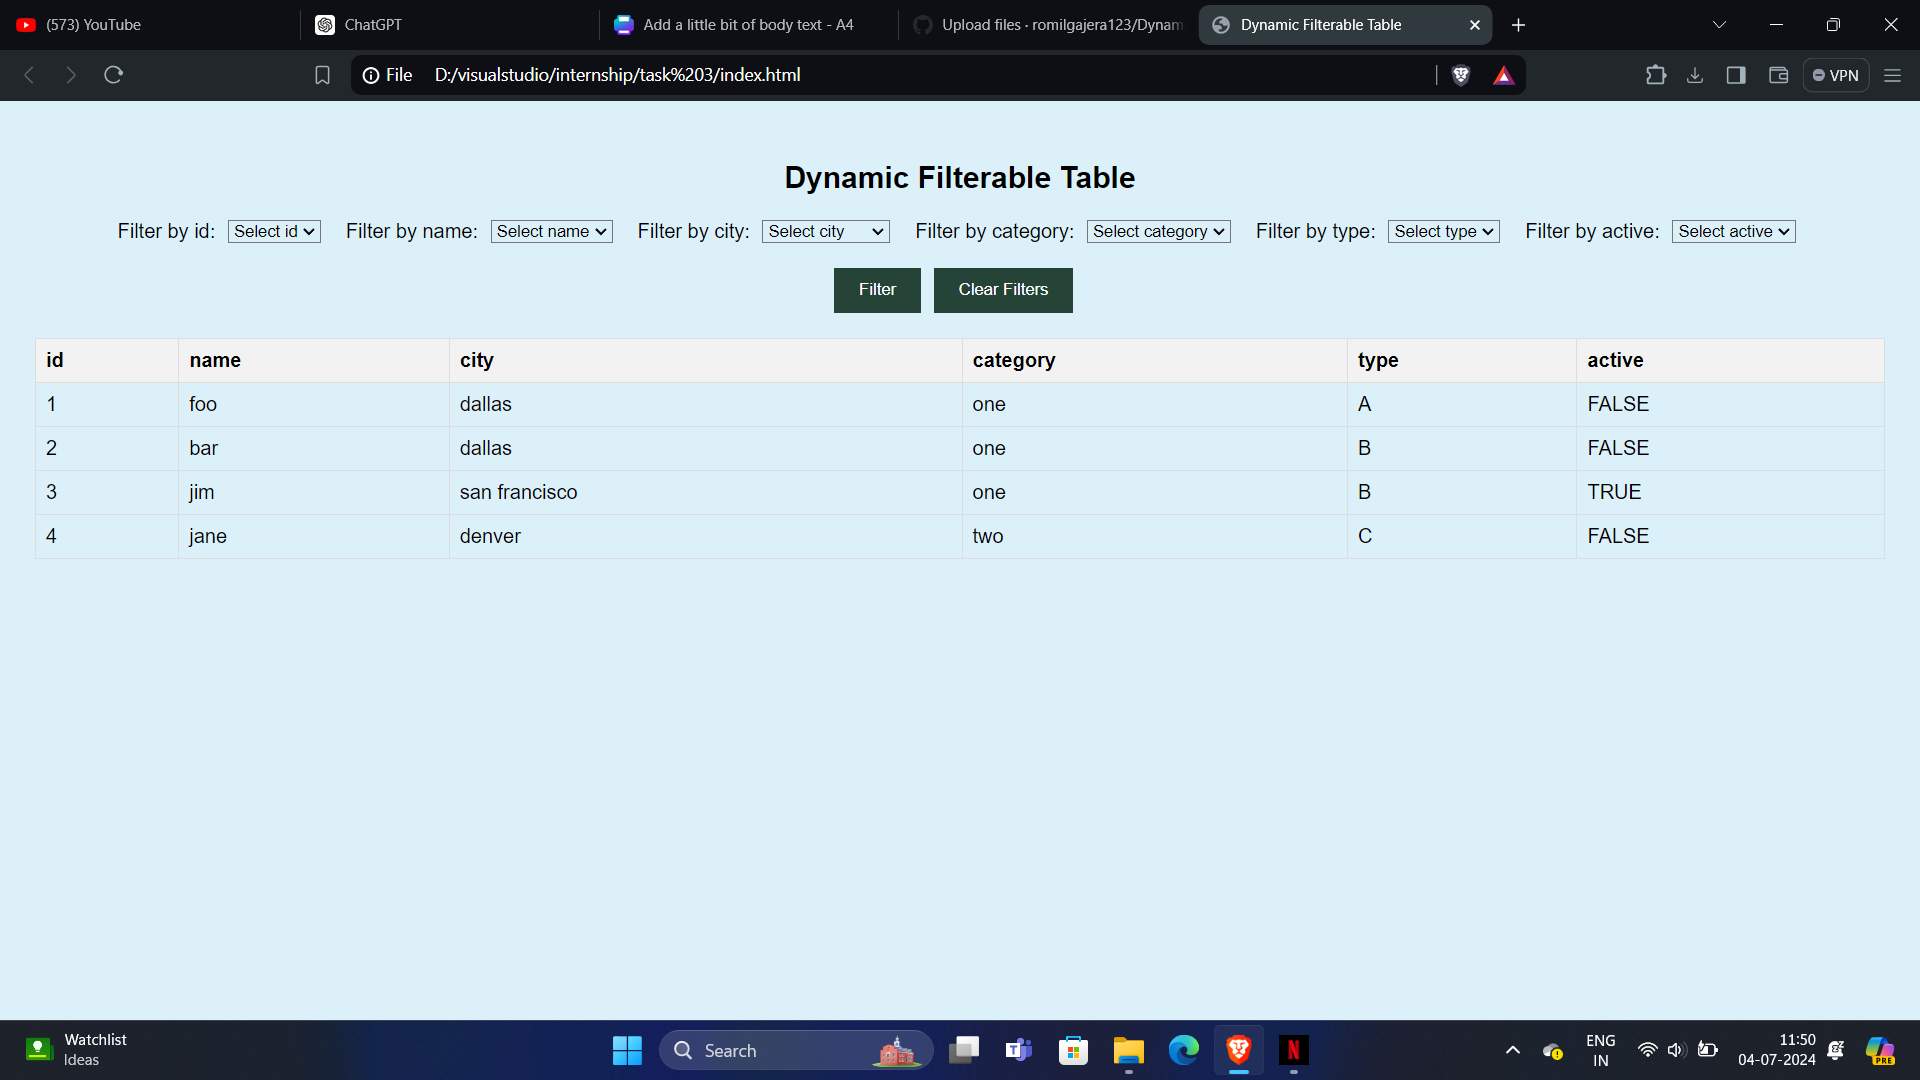 (573) YouTube
ChatGPT
Add a little bit of body text - A4
Upload files · romilgajera123/Dynam
Dynamic Filterable Table
File D:/visualstudio/internship/task%203/index.html
VPN
Dynamic Filterable Table
Filter by id: Select id Filter by name: Select name Filter by city: Select city Filter by category: Select category Filter by type: Select type Filter by active: Select active
Filter Clear Filters
id name city category type active
1 foo dallas one A FALSE
2 bar dallas one B FALSE
3 jim san francisco one B TRUE
4 jane denver two C FALSE
Watchlist
Ideas
Search
ENG
IN
11:50
04-07-2024
PRE